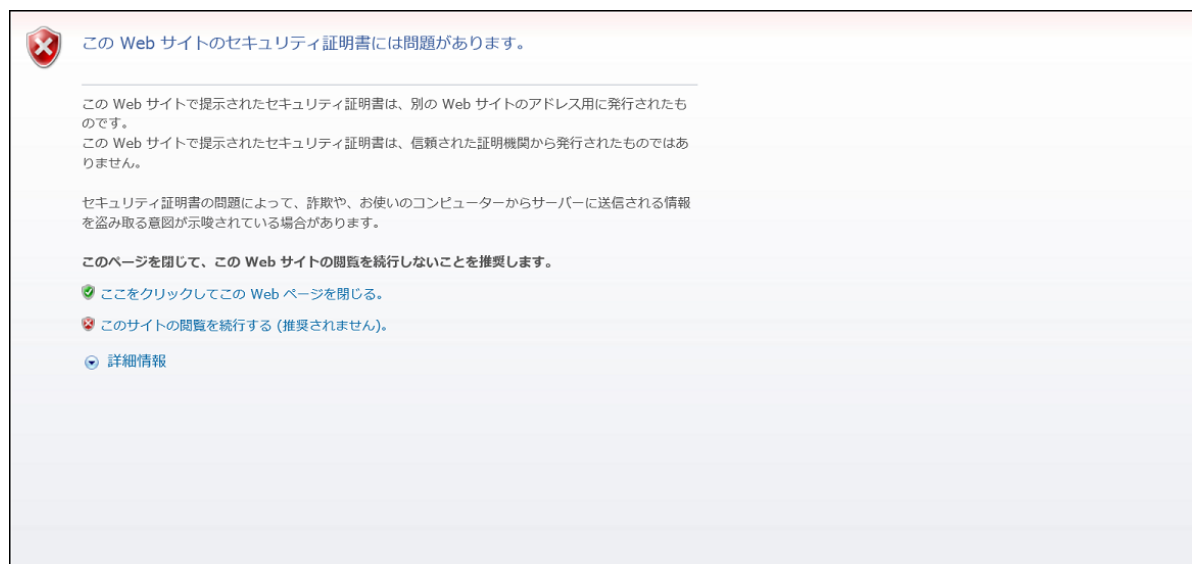 この Web サイトのセキュリティ証明書には問題があります。
この Web サイトで提示されたセキュリティ証明書は、別の Web サイトのアドレス用に発行されたも
のです。
この Web サイトで提示されたセキュリティ証明書は、信頼された証明機関から発行されたものではあ
りません。
セキュリティ証明書の問題によって、詐欺や、お使いのコンピューターからサーバーに送信される情報
を盗み取る意図が示唆されている場合があります。
このページを閉じて、この Web サイトの閲覧を続行しないことを推奨します。
ここをクリックしてこの Web ページを閉じる。
このサイトの閲覧を続行する (推奨されません)。
詳細情報